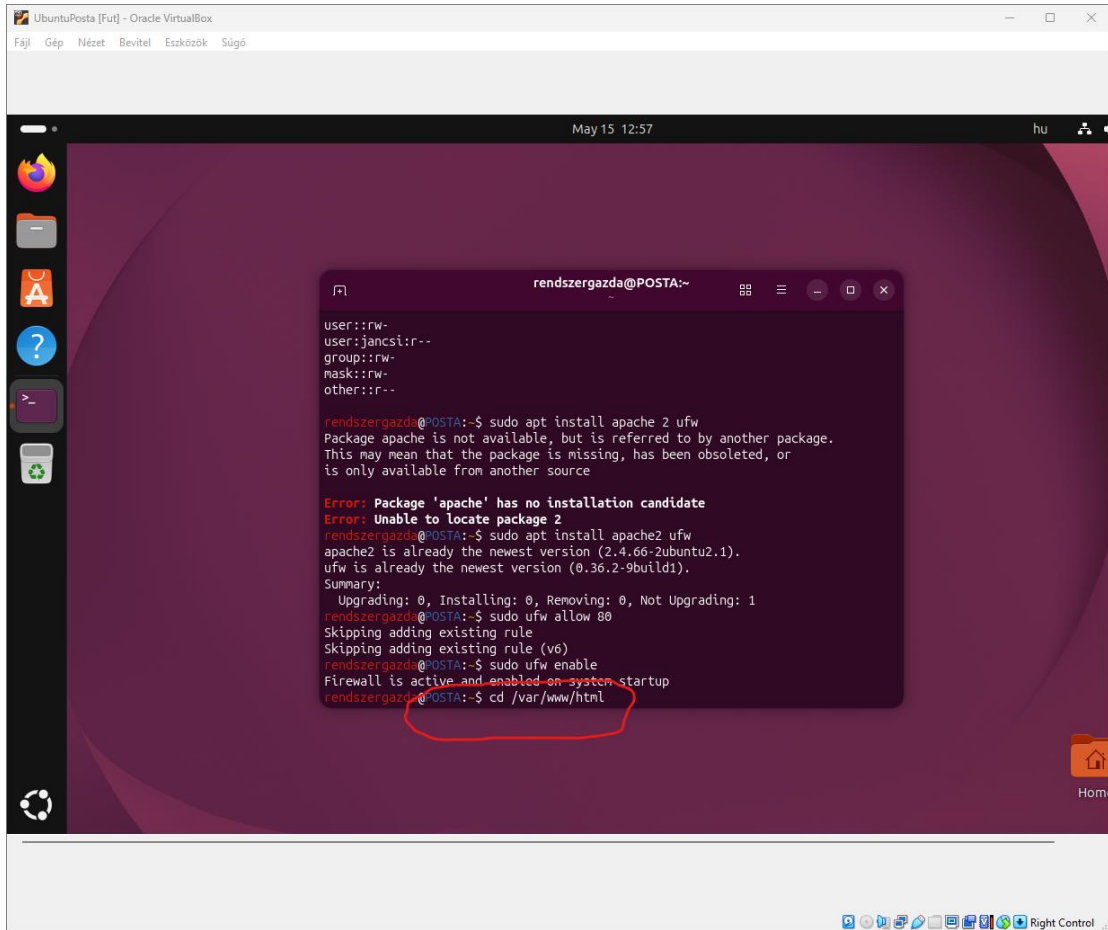 UbuntuPosta [Fut] - Oracle VirtualBox
Fájl Gép Nézet Bevitel Eszközök Súgó
May 15 12:57
hu
rendszergazda@POSTA:~
~
user::rw-
user:jancsi:r--
group::rw-
mask::rw-
other::r--
rendszergazda@POSTA:~$ sudo apt install apache 2 ufw
Package apache is not available, but is referred to by another package.
This may mean that the package is missing, has been obsoleted, or
is only available from another source
Error: Package 'apache' has no installation candidate
Error: Unable to locate package 2
rendszergazda@POSTA:~$ sudo apt install apache2 ufw
apache2 is already the newest version (2.4.66-2ubuntu2.1).
ufw is already the newest version (0.36.2-9build1).
Summary:
Upgrading: 0, Installing: 0, Removing: 0, Not Upgrading: 1
rendszergazda@POSTA:~$ sudo ufw allow 80
Skipping adding existing rule
Skipping adding existing rule (v6)
rendszergazda@POSTA:~$ sudo ufw enable
Firewall is active and enabled on system startup
rendszergazda@POSTA:~$ cd /var/www/html
Home
Right Control